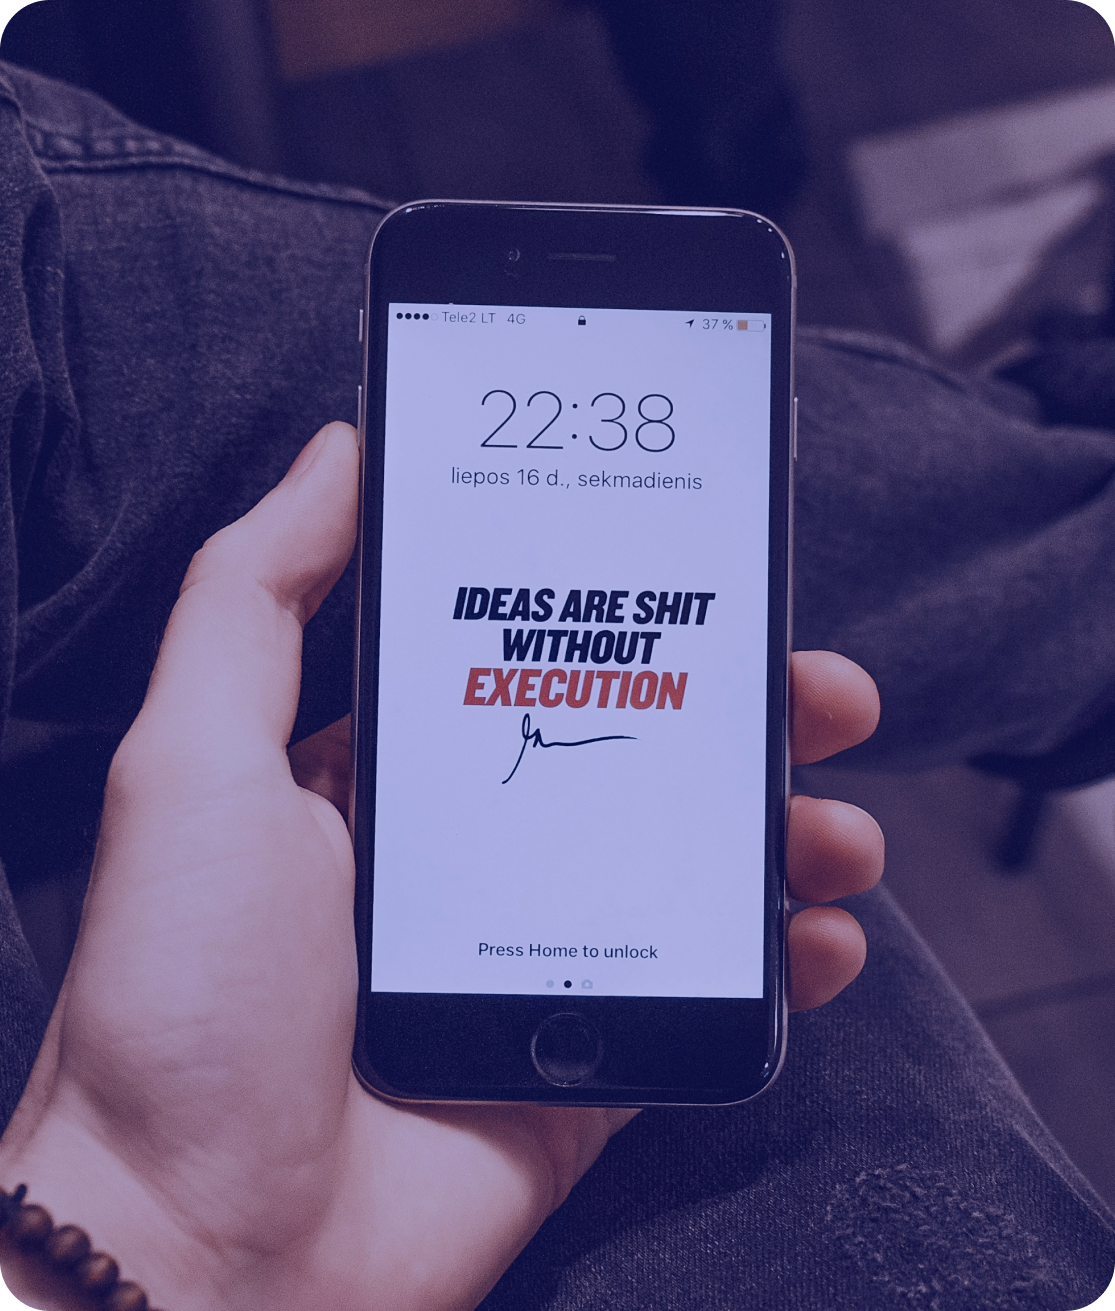 Tele2 LT 4G 37 %
22:38
liepos 16 d., sekmadienis
IDEAS ARE SHIT
WITHOUT
EXECUTION
Press Home to unlock